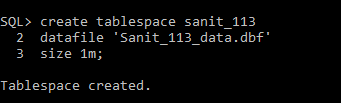 SQL> create tablespace sanit_113
2 datafile 'Sanit_113_data.dbf'
3 size 1m;
Tablespace created.